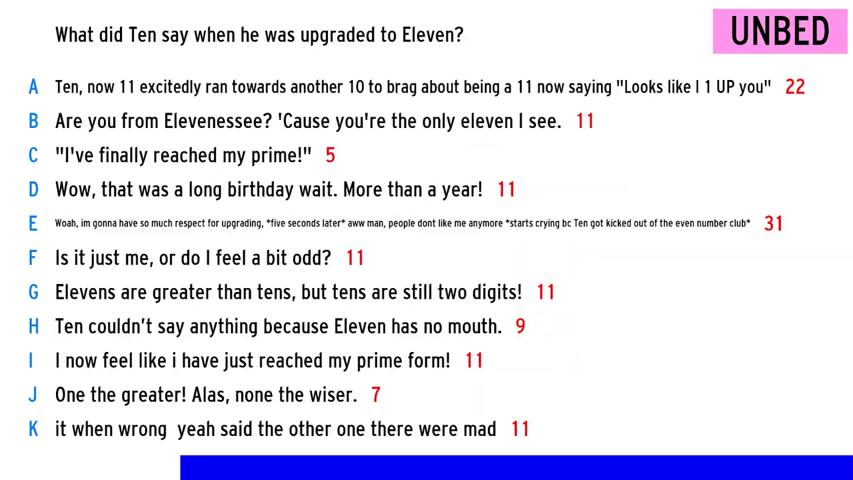 What did Ten say when he was upgraded to Eleven?
UNBED
A Ten, now 11 excitedly ran towards another 10 to brag about being a 11 now saying "Looks like I 1 UP you" 22
B Are you from Elevenessee? 'Cause you're the only eleven I see. 11
C "I've finally reached my prime!" 5
D Wow, that was a long birthday wait. More than a year! 11
E Woah, im gonna have so much respect for upgrading, *five seconds later* aww man, people dont like me anymore *starts crying bc Ten got kicked out of the even number club* 31
F Is it just me, or do I feel a bit odd? 11
G Elevens are greater than tens, but tens are still two digits! 11
H Ten couldn't say anything because Eleven has no mouth. 9
I I now feel like i have just reached my prime form! 11
J One the greater! Alas, none the wiser. 7
K it when wrong yeah said the other one there were mad 11